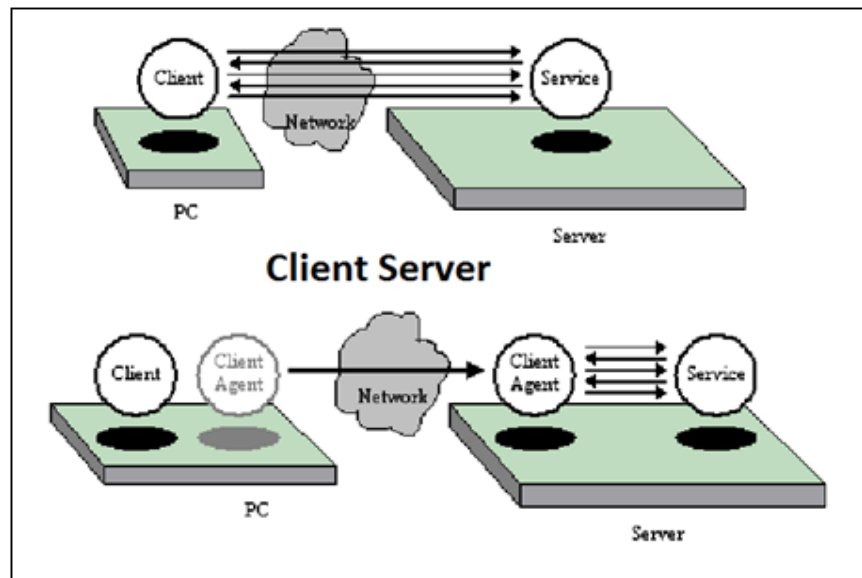 Client
Service
Network
PC
Server
Client Server
Client
Client
Agent
Network
Client
Agent
Service
PC
Server